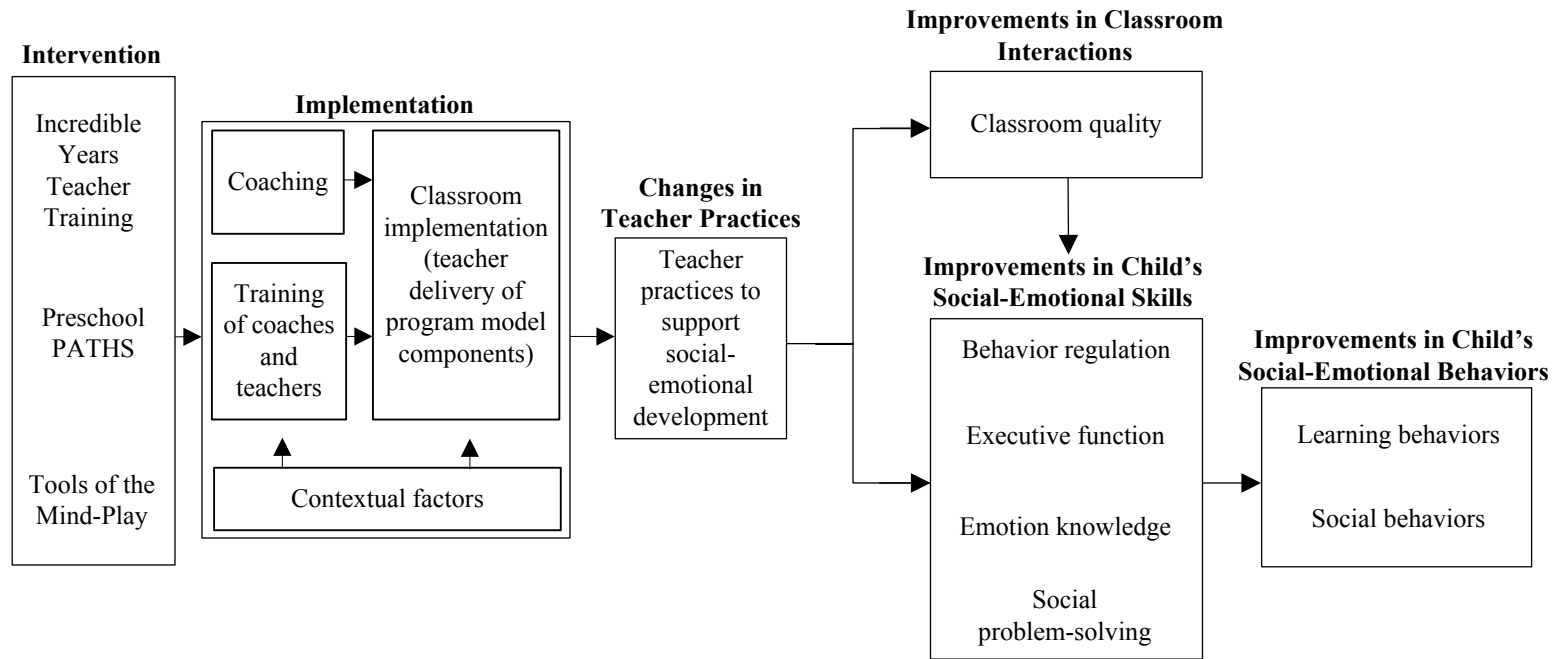 Intervention
Incredible
Years
Teacher
Training
Preschool
PATHS
Tools of the
Mind-Play
Implementation
Coaching
Training
of coaches
and
teachers
Classroom
implementation
(teacher
delivery of
program model
components)
Contextual factors
Changes in
Teacher Practices
Teacher
practices to
support
social-
emotional
development
Improvements in Classroom
Interactions
Classroom quality
Improvements in Child’s
Social-Emotional Skills
Behavior regulation
Executive function
Emotion knowledge
Social
problem-solving
Improvements in Child’s
Social-Emotional Behaviors
Learning behaviors
Social behaviors